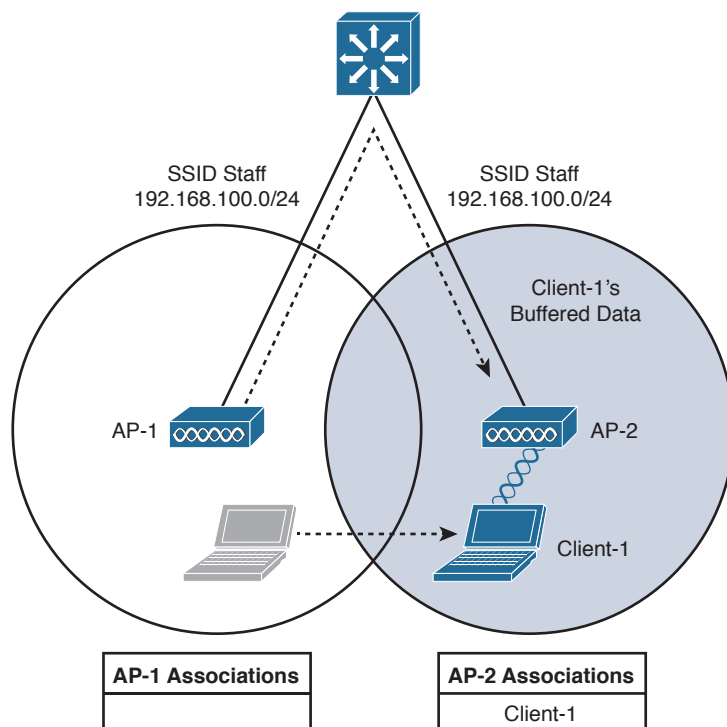 SSID Staff
192.168.100.0/24
SSID Staff
192.168.100.0/24
Client-1's
Buffered Data
AP-1
AP-2
Client-1
AP-1 Associations
AP-2 Associations
Client-1